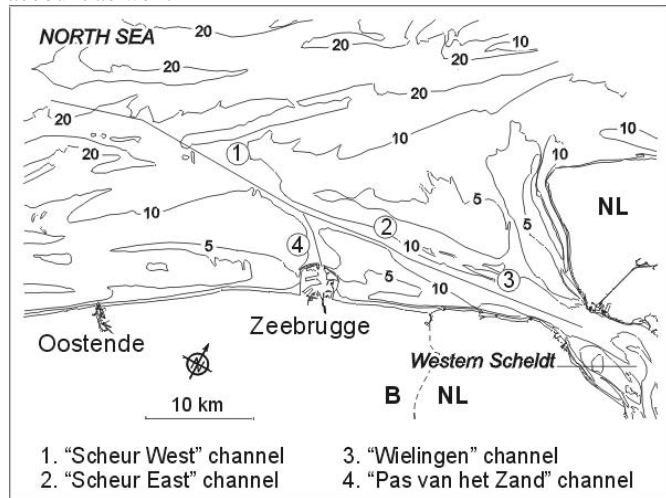 NORTH SEA
20
20
20
10
20
20
10
20
10
20
10
1
5
NL
10
2
5
4
10
5
5
3
10
Zeebrugge
Oostende
Western Scheldt
N
B NL
10 km
1. "Scheur West" channel
2. "Scheur East" channel
3. "Wielingen" channel
4. "Pas van het Zand" channel